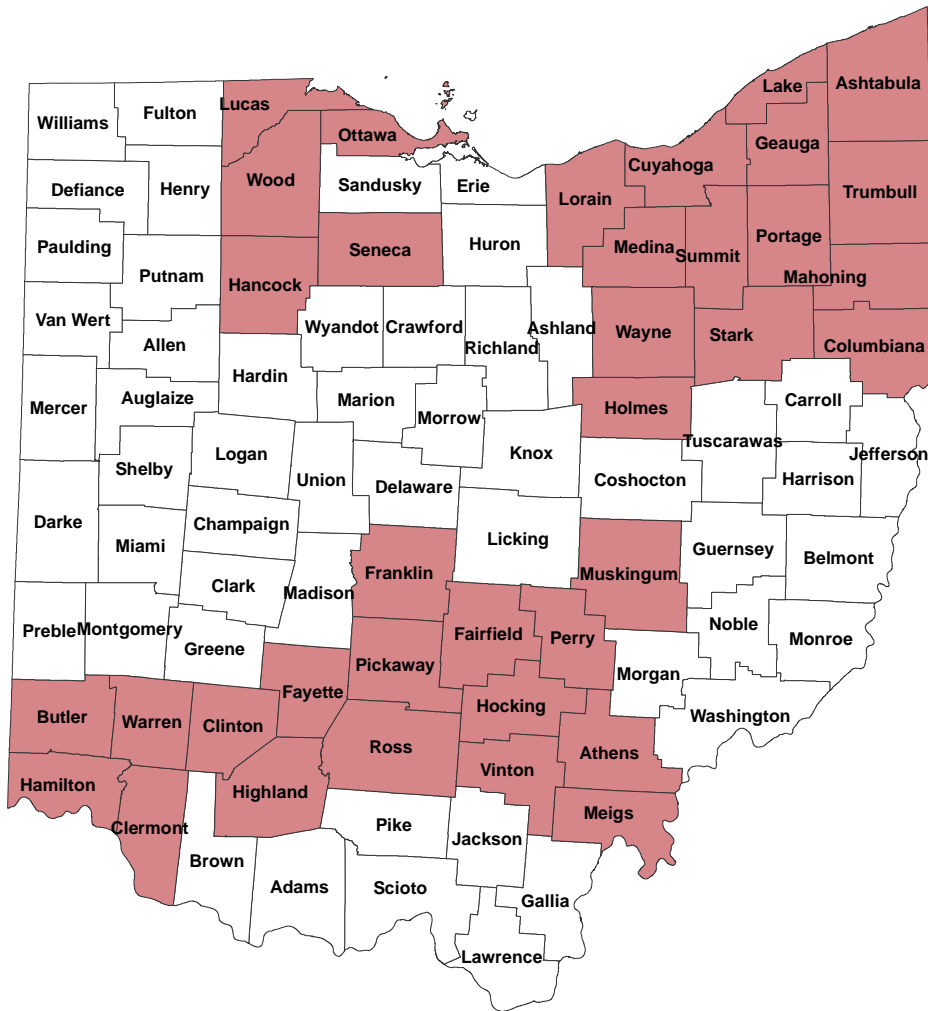 Lake
Ashtabula
Lucas
Fulton
Williams
Ottawa
Geauga
Cuyahoga
Wood
Sandusky
Erie
Defiance
Henry
Lorain
Trumbull
Paulding
Huron
Medina
Summit
Portage
Seneca
Putnam
Mahoning
Hancock
Van Wert
Wyandot
Crawford
Ashland
Wayne
Stark
Allen
Richland
Columbiana
Hardin
Auglaize
Marion
Carroll
Mercer
Holmes
Morrow
Tuscarawas
Logan
Knox
Jefferson
Shelby
Union
Delaware
Coshocton
Harrison
Darke
Champaign
Miami
Licking
Guernsey
Belmont
Franklin
Muskingum
Clark
Madison
Preble
Montgomery
Fairfield
Perry
Noble
Monroe
Greene
Pickaway
Morgan
Fayette
Butler
Warren
Clinton
Hocking
Washington
Ross
Athens
Vinton
Hamilton
Highland
Meigs
Clermont
Pike
Jackson
Brown
Adams
Scioto
Gallia
Lawrence